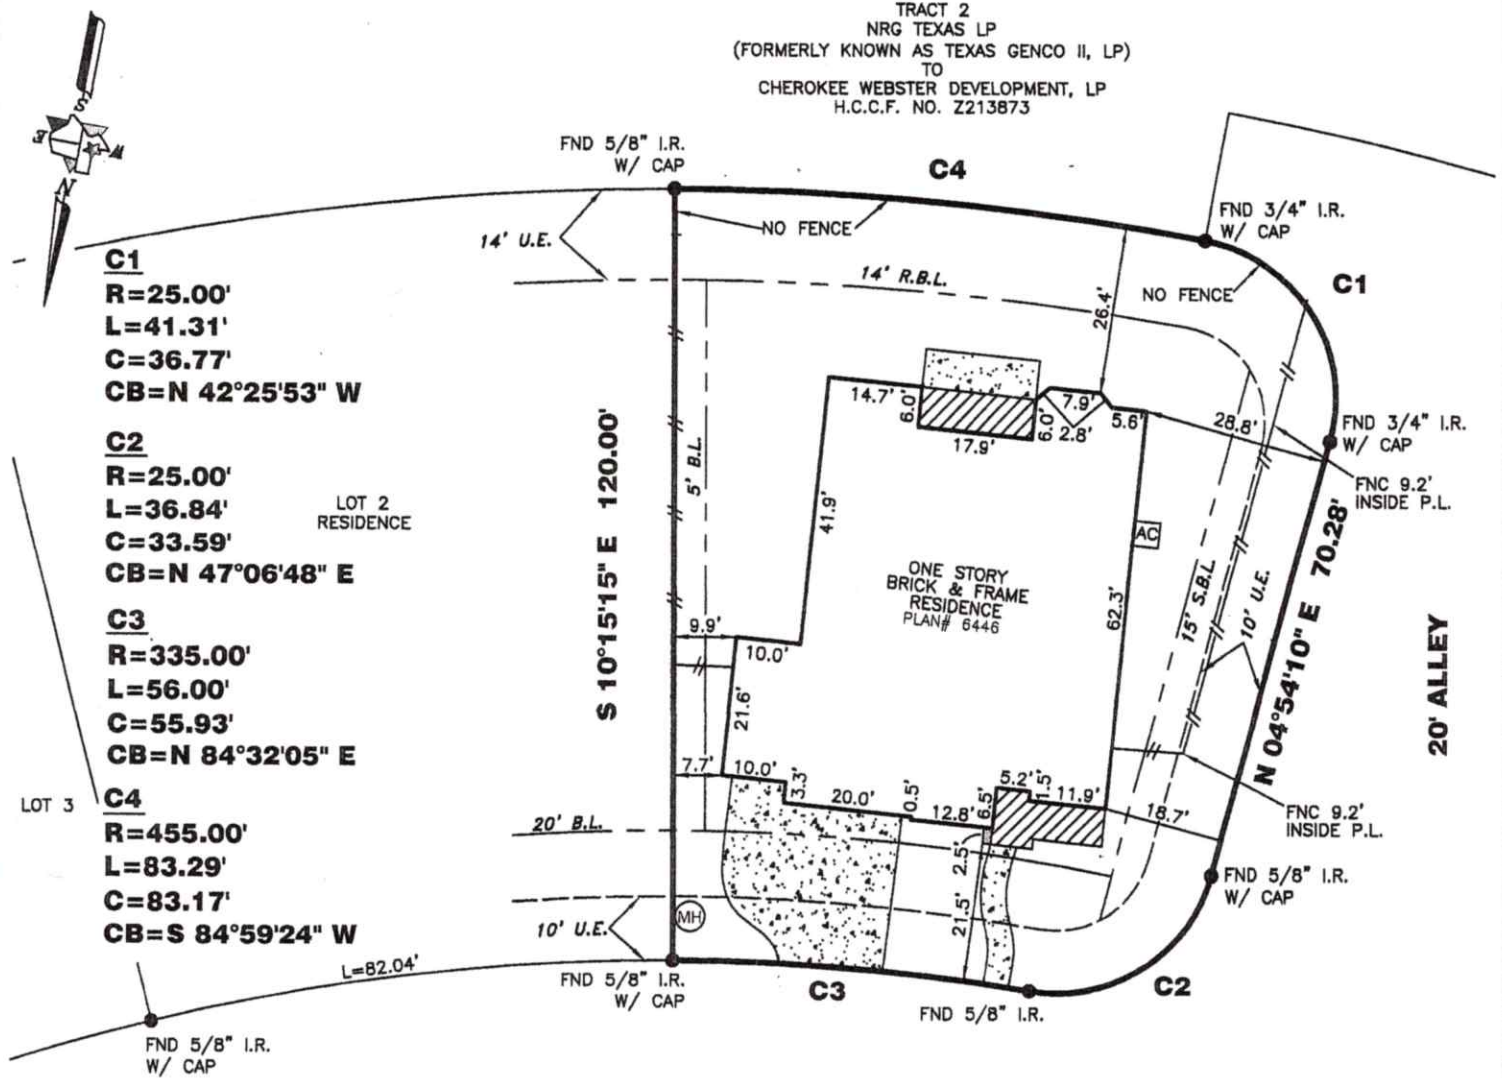 TRACT 2
NRG TEXAS LP
(FORMERLY KNOWN AS TEXAS GENCO II, LP)
TO
CHEROKEE WEBSTER DEVELOPMENT, LP
H.C.C.F. NO. Z213873
S
E
W
N
FND 5/8" I.R.
W/ CAP
C4
FND 3/4" I.R.
W/ CAP
14' U.E.
NO FENCE
14' R.B.L.
NO FENCE
C1
26.4'
C1
R=25.00'
L=41.31'
C=36.77'
CB=N 42°25'53" W
C2
R=25.00'
L=36.84'
C=33.59'
CB=N 47°06'48" E
C3
R=335.00'
L=56.00'
C=55.93'
CB=N 84°32'05" E
C4
R=455.00'
L=83.29'
C=83.17'
CB=S 84°59'24" W
LOT 2
RESIDENCE
LOT 3
S 10°15'15" E 120.00'
5' B.L.
14.7'
6.0'
17.9'
6.0'
7.9'
2.8'
5.6'
28.8'
FND 3/4" I.R.
W/ CAP
FNC 9.2'
INSIDE P.L.
41.9'
AC
ONE STORY
BRICK & FRAME
RESIDENCE
PLAN# 6446
62.3'
15' S.B.L.
10' U.E.
N 04°54'10" E 70.28'
20' ALLEY
9.9'
10.0'
21.6'
7.7'
10.0'
3.3'
20.0'
0.5'
12.8'
6.5'
5.2'
1.5'
11.9'
18.7'
FNC 9.2'
INSIDE P.L.
20' B.L.
2.5'
21.5'
FND 5/8" I.R.
W/ CAP
10' U.E.
MH
L=82.04'
FND 5/8" I.R.
W/ CAP
C3
C2
FND 5/8" I.R.
FND 5/8" I.R.
W/ CAP